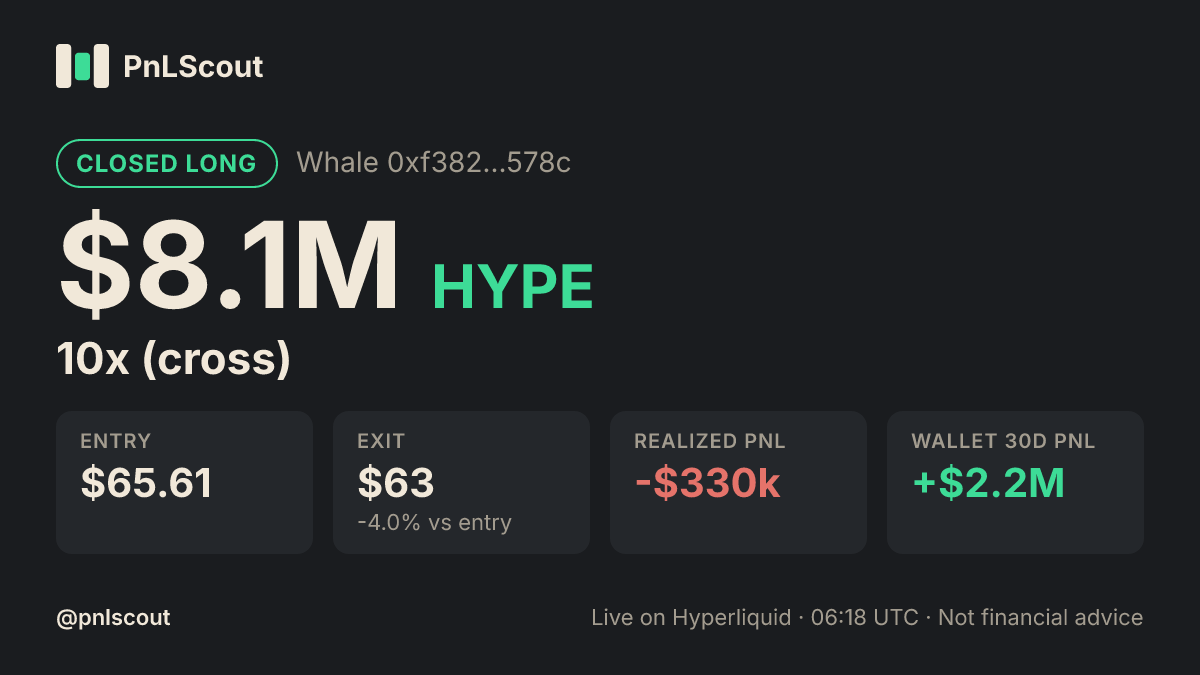 PnLScout
CLOSED LONG Whale 0xf382...578c
$8.1M HYPE
10x (cross)
ENTRY
$65.61
EXIT
$63
-4.0% vs entry
REALIZED PNL
-$330k
WALLET 30D PNL
+$2.2M
@pnlscout
Live on Hyperliquid · 06:18 UTC · Not financial advice